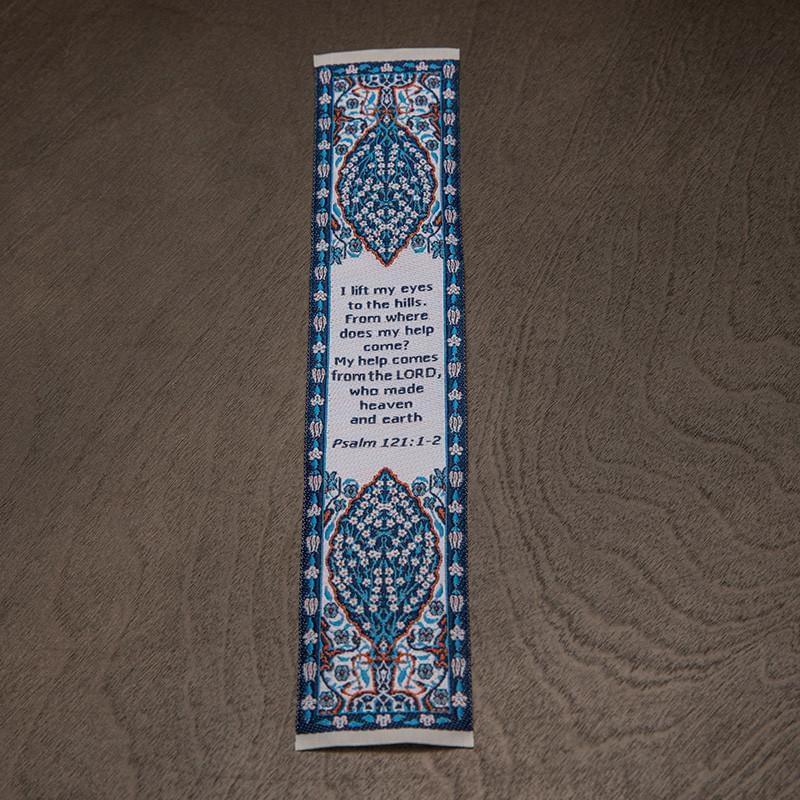 I lift my eyes
to the hills.
From where
does my help
come?
My help comes
from the LORD,
who made
heaven
and earth
Psalm 121:1-2